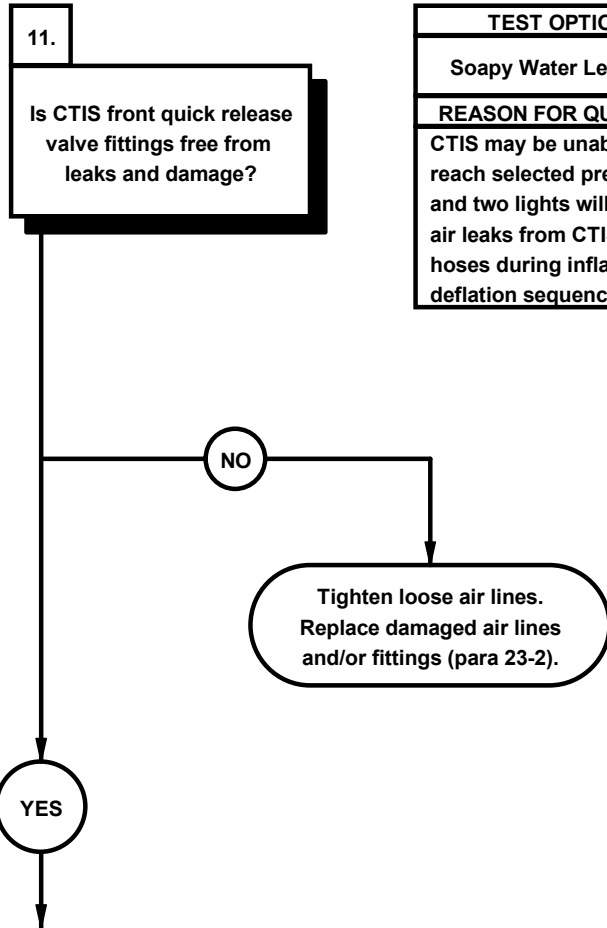 11.
Is CTIS front quick release
valve fittings free from
leaks and damage?
TEST OPTIO
Soapy Water Le
REASON FOR QU
CTIS may be unab
reach selected pre
and two lights will
air leaks from CTIS
hoses during infla
deflation sequenc
NO
Tighten loose air lines.
Replace damaged air lines
and/or fittings (para 23-2).
YES